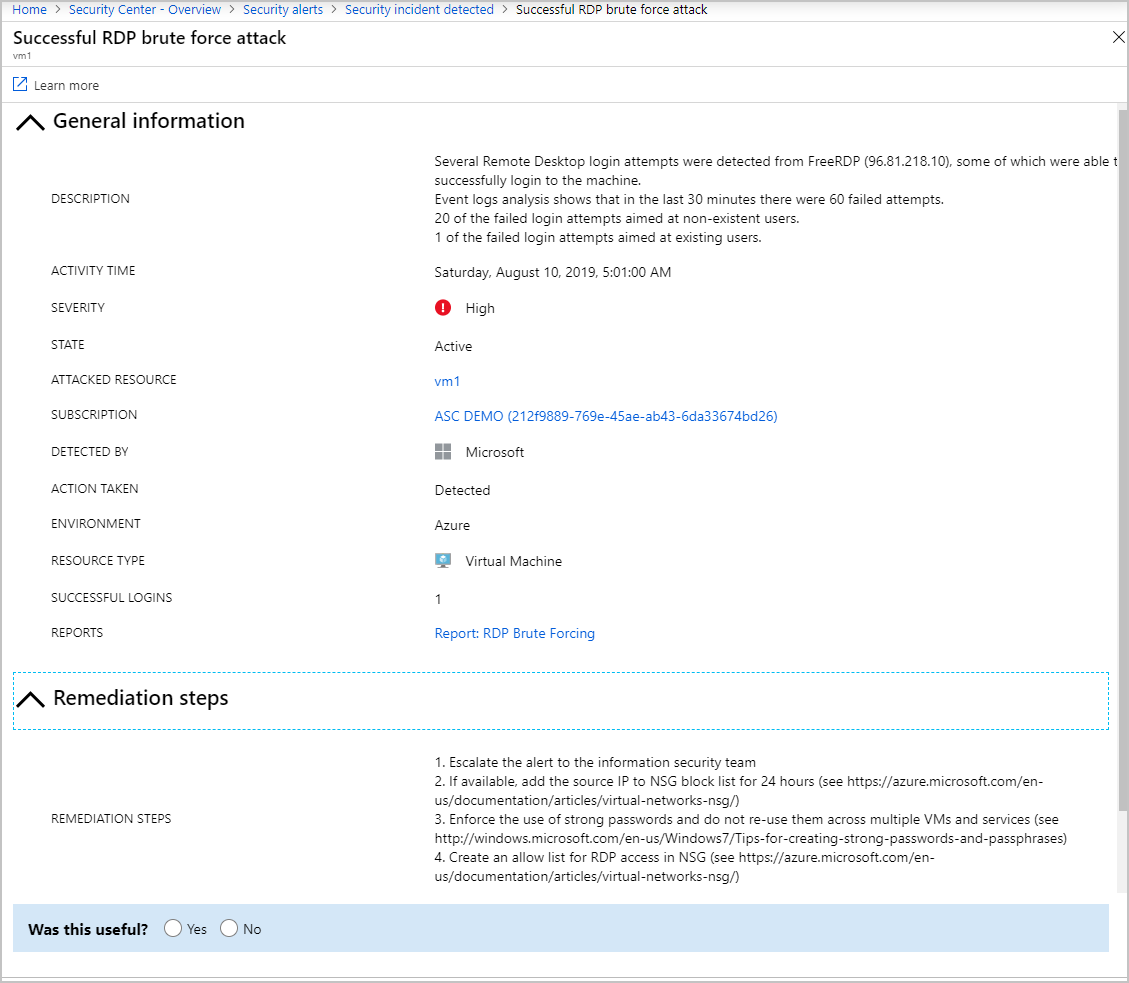 Home > Security Center - Overview > Security alerts > Security incident detected > Successful RDP brute force attack
Successful RDP brute force attack
vm1
Learn more
General information
DESCRIPTION
Several Remote Desktop login attempts were detected from FreeRDP (96.81.218.10), some of which were able t
successfully login to the machine.
Event logs analysis shows that in the last 30 minutes there were 60 failed attempts.
20 of the failed login attempts aimed at non-existent users.
1 of the failed login attempts aimed at existing users.
ACTIVITY TIME
Saturday, August 10, 2019, 5:01:00 AM
SEVERITY
High
STATE
Active
ATTACKED RESOURCE
vm1
SUBSCRIPTION
ASC DEMO (212f9889-769e-45ae-ab43-6da33674bd26)
DETECTED BY
Microsoft
ACTION TAKEN
Detected
ENVIRONMENT
Azure
RESOURCE TYPE
Virtual Machine
SUCCESSFUL LOGINS
1
REPORTS
Report: RDP Brute Forcing
Remediation steps
REMEDIATION STEPS
1. Escalate the alert to the information security team
2. If available, add the source IP to NSG block list for 24 hours (see https://azure.microsoft.com/en-
us/documentation/articles/virtual-networks-nsg/)
3. Enforce the use of strong passwords and do not re-use them across multiple VMs and services (see
http://windows.microsoft.com/en-us/Windows7/Tips-for-creating-strong-passwords-and-passphrases)
4. Create an allow list for RDP access in NSG (see https://azure.microsoft.com/en-
us/documentation/articles/virtual-networks-nsg/)
Was this useful? Yes No